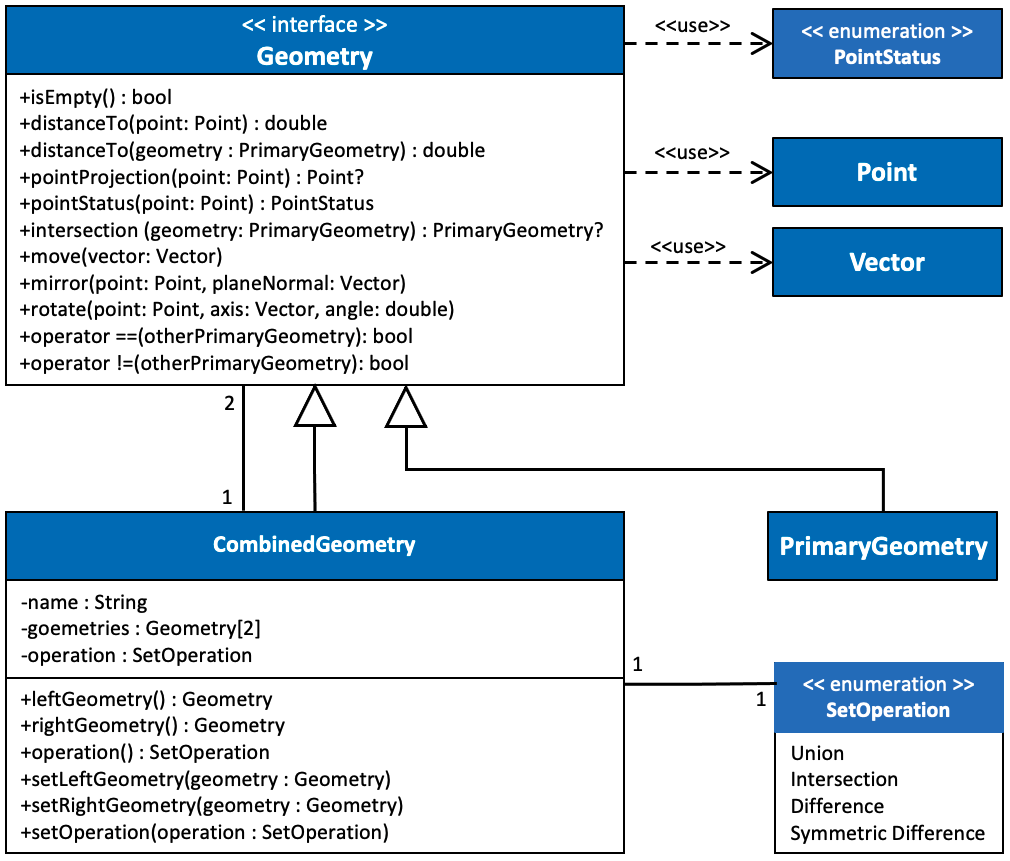 << interface >>
Geometry
+isEmpty() : bool
+distanceTo(point: Point) : double
+distanceTo(geometry : PrimaryGeometry) : double
+pointProjection(point: Point) : Point?
+pointStatus(point: Point) : PointStatus
+intersection (geometry: PrimaryGeometry) : PrimaryGeometry?
+move(vector: Vector)
+mirror(point: Point, planeNormal: Vector)
+rotate(point: Point, axis: Vector, angle: double)
+operator ==(otherPrimaryGeometry): bool
+operator !=(otherPrimaryGeometry): bool
<<use>>
<< enumeration >>
PointStatus
<<use>>
Point
<<use>>
Vector
2
1
CombinedGeometry
-name : String
-goemetries : Geometry[2]
-operation : SetOperation
+leftGeometry() : Geometry
+rightGeometry() : Geometry
+operation() : SetOperation
+setLeftGeometry(geometry : Geometry)
+setRightGeometry(geometry : Geometry)
+setOperation(operation : SetOperation)
PrimaryGeometry
1
1
<< enumeration >>
SetOperation
Union
Intersection
Difference
Symmetric Difference